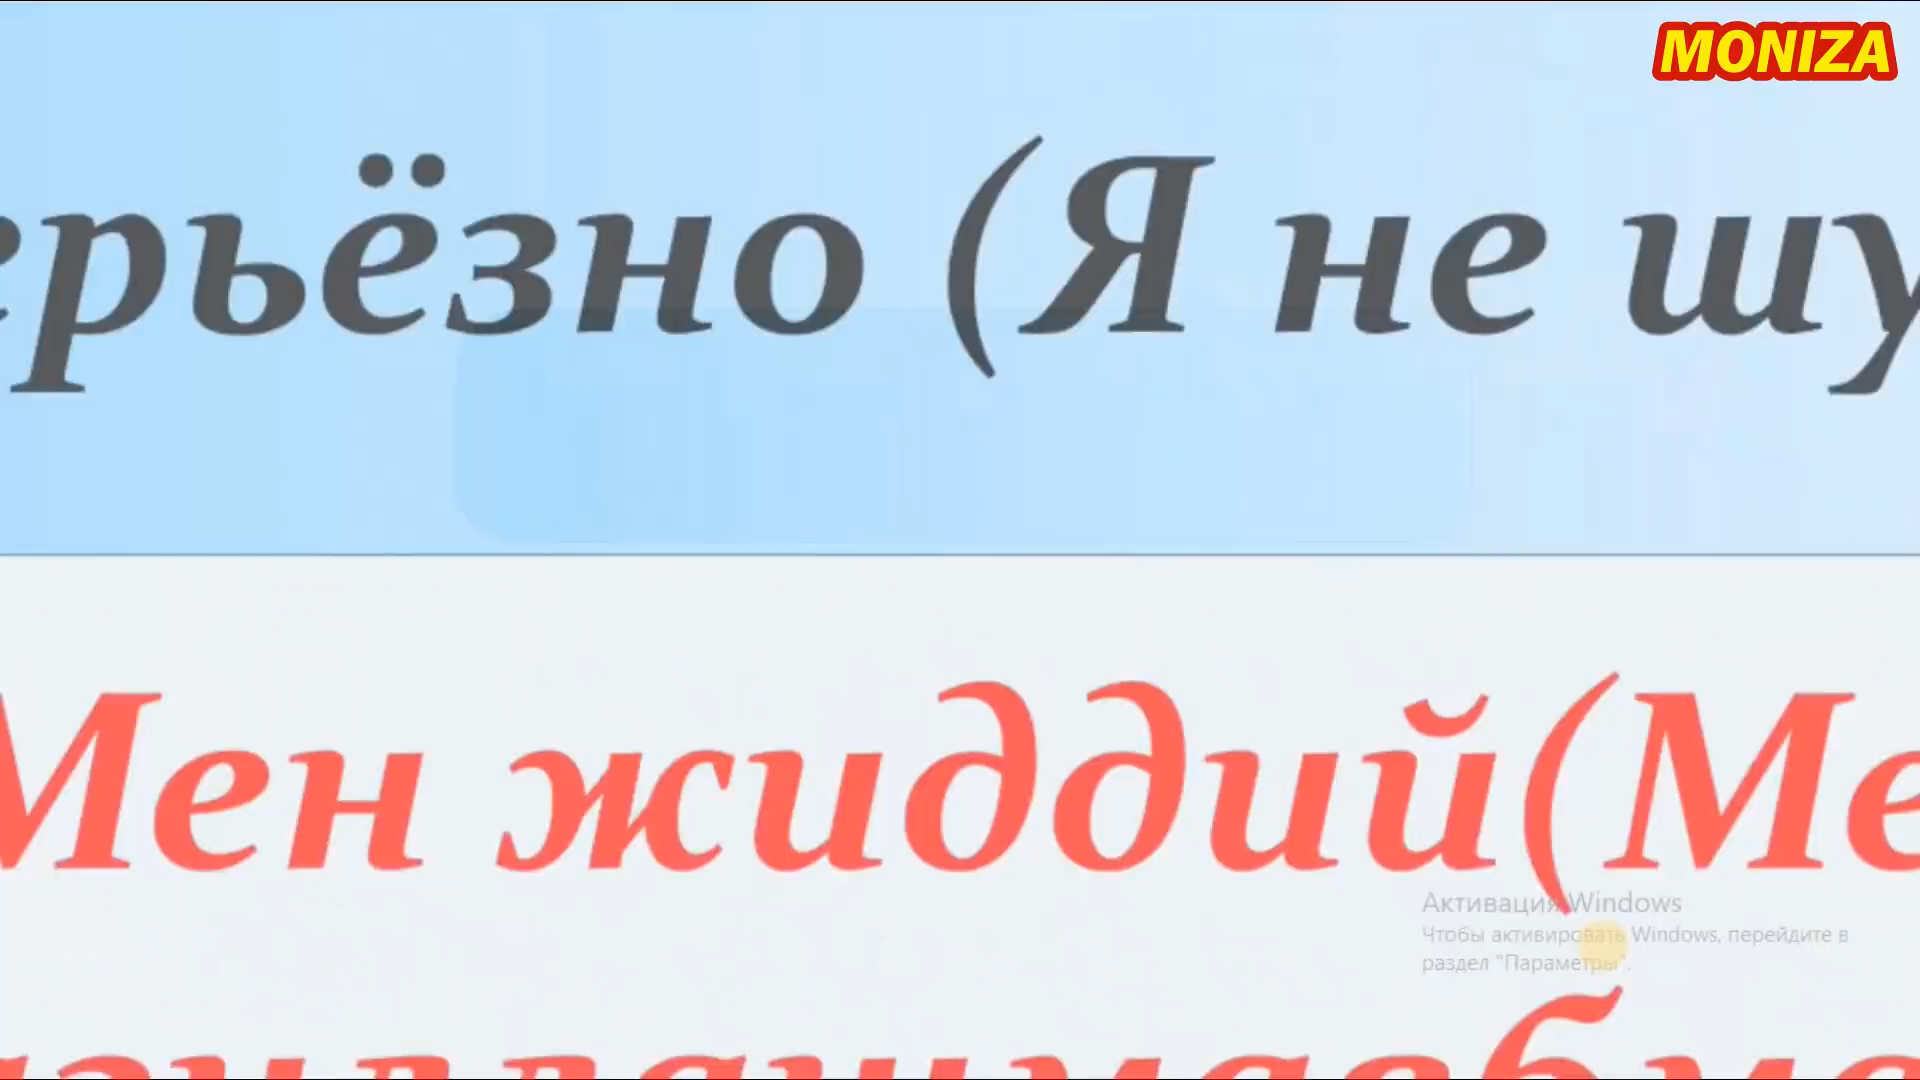 MONIZA
ерьёзно (Я не шу
Мен жиддий(Ме
Активация Windows
Чтобы активировать Windows, перейдите в
раздел "Параметры".